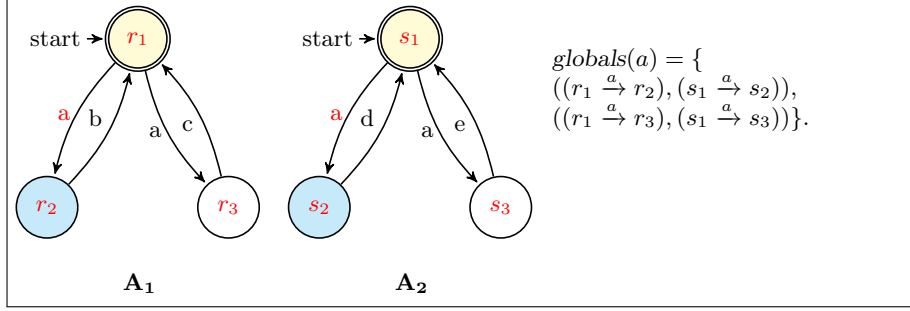 start r₁ start s₁
globals(a) = {
((r₁ →ᵃ r₂), (s₁ →ᵃ s₂)),
((r₁ →ᵃ r₃), (s₁ →ᵃ s₃))}.
a b a c a d a e
r₂ r₃ s₂ s₃
A₁ A₂